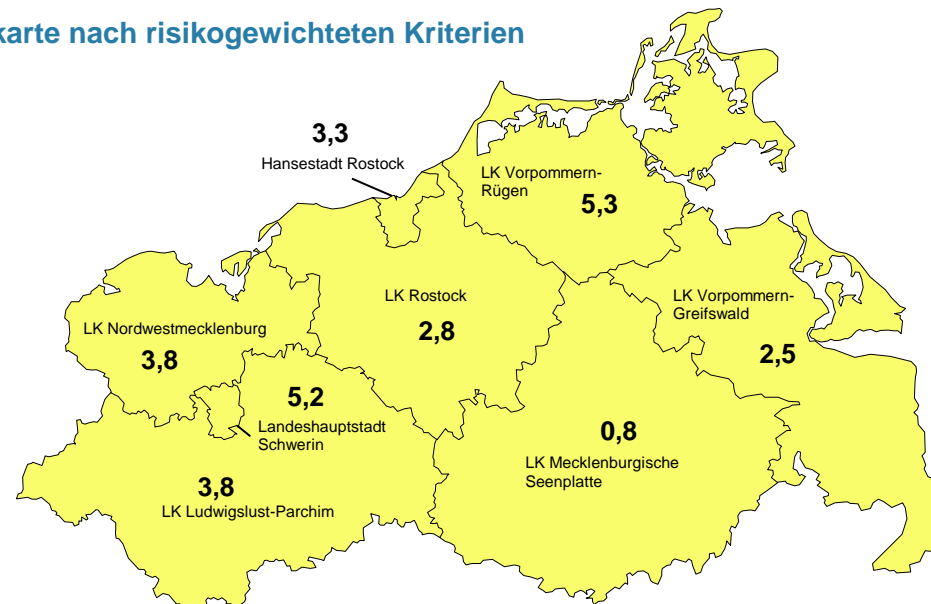 karte nach risikogewichteten Kriterien
3,3
Hansestadt Rostock
LK Vorpommern-
Rügen
5,3
LK Rostock
2,8
LK Vorpommern-
Greifswald
2,5
LK Nordwestmecklenburg
3,8
5,2
Landeshauptstadt
Schwerin
0,8
LK Mecklenburgische
Seenplatte
3,8
LK Ludwigslust-Parchim